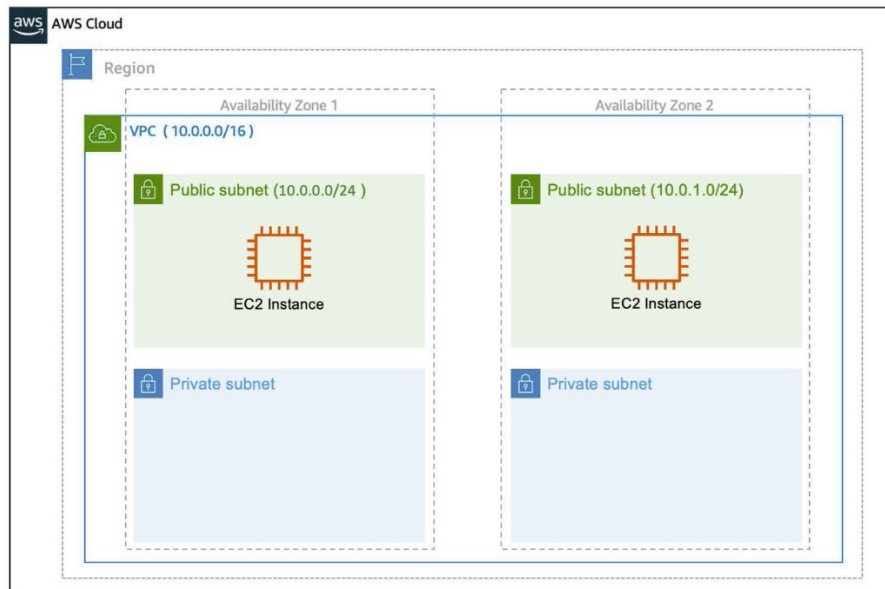 aws AWS Cloud
Region
Availability Zone 1
Availability Zone 2
VPC ( 10.0.0.0/16 )
Public subnet (10.0.0.0/24 )
Public subnet (10.0.1.0/24)
EC2 Instance
EC2 Instance
Private subnet
Private subnet